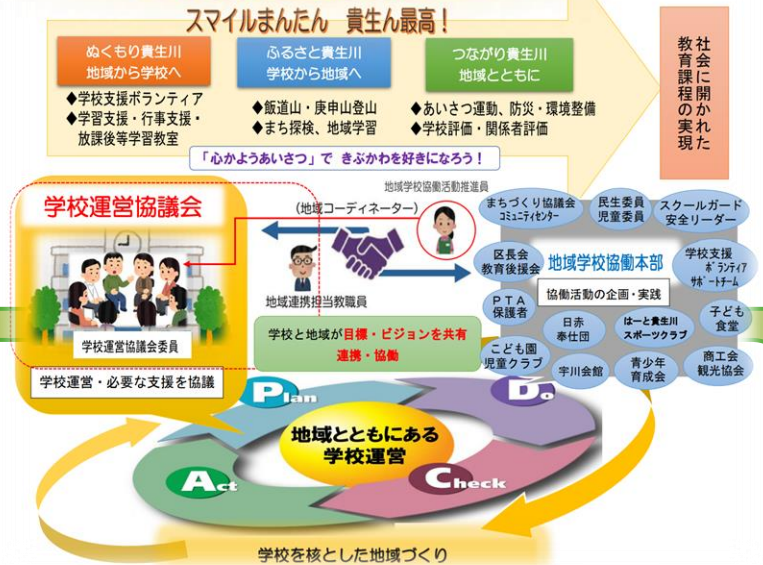 スマイルまんたん 貴生ん最高!
ぬくもり貴生川
地域から学校へ
◆学校支援ボランティア
◆学習支援・行事支援・
放課後等学習教室
ふるさと貴生川
学校から地域へ
◆飯道山・庚申山登山
◆まち探検、地域学習
つながり貴生川
地域とともに
◆あいさつ運動、防災・環境整備
◆学校評価・関係者評価
社会に開かれた
教育課程の実現
「心かようあいさつ」で きぶかわを好きになろう!
学校運営協議会
学校運営協議会委員
学校運営・必要な支援を協議
地域学校協働活動推進員
(地域コーディネーター)
地域連携担当教職員
学校と地域が目標・ビジョンを共有
連携・協働
まちづくり協議会
コミュニティセンター
民生委員
児童委員
スクールガード
安全リーダー
区長会
教育後援会
地域学校協働本部
学校支援
ボランティア
サポートチーム
協働活動の企画・実践
PTA
保護者
日赤
奉仕団
はーと貴生川
スポーツクラブ
子ども
食堂
こども園
児童クラブ
宇川会館
青少年
育成会
商工会
観光協会
Plan
Do
地域とともにある
学校運営
Act
Check
学校を核とした地域づくり